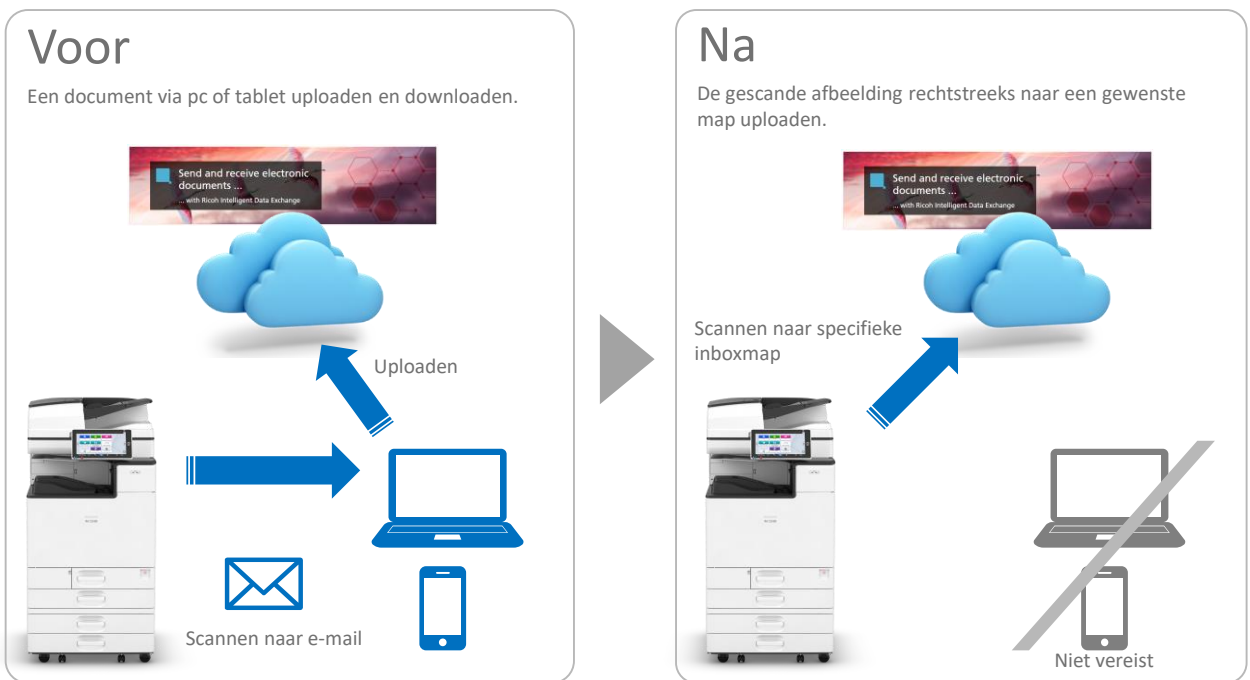 Voor
Een document via pc of tablet uploaden en downloaden.
Send and receive electronic
documents ...
... with Ricoh Intelligent Data Exchange
Uploaden
Scannen naar e-mail
Na
De gescande afbeelding rechtstreeks naar een gewenste
map uploaden.
Send and receive electronic
documents ...
... with Ricoh Intelligent Data Exchange
Scannen naar specifieke
inboxmap
Niet vereist